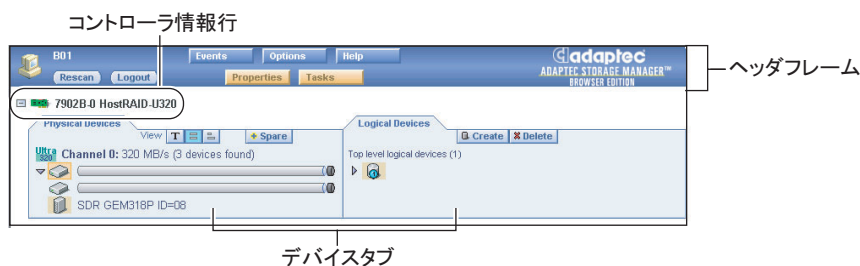 コントローラ情報行
B01
Events Options Help
adaptec
Rescan Logout
Properties Tasks
ADAPTEC STORAGE MANAGER™
BROWSER EDITION
ヘッダフレーム
7902B-0 HostRAID-U320
Physical Devices
Logical Devices
View T + Spare
Create Delete
Ultra 320 Channel 0: 320 MB/s (3 devices found)
Top level logical devices (1)
SDR GEM318P ID=08
デバイスタブ